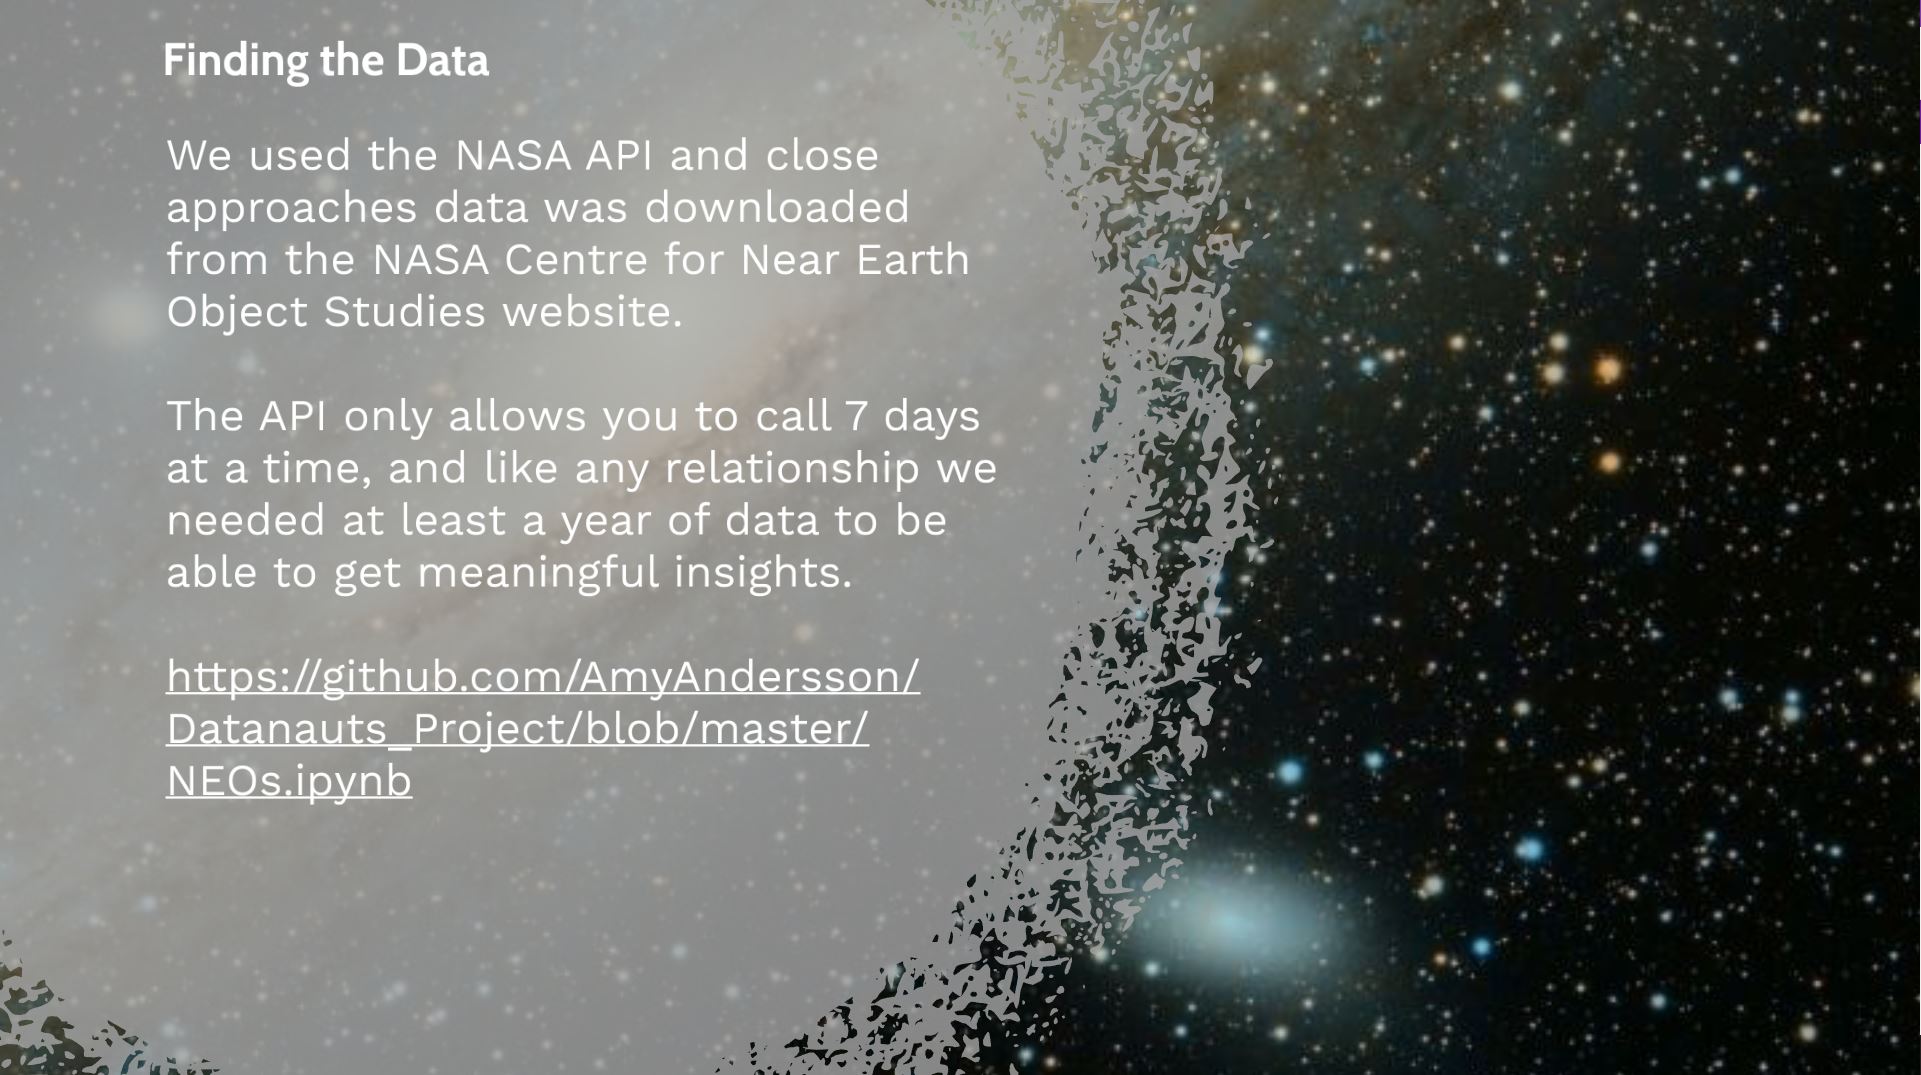 Finding the Data
We used the NASA API and close
approaches data was downloaded
from the NASA Centre for Near Earth
Object Studies website.
The API only allows you to call 7 days
at a time, and like any relationship we
needed at least a year of data to be
able to get meaningful insights.
https://github.com/AmyAndersson/
Datanauts_Project/blob/master/
NEOs.ipynb